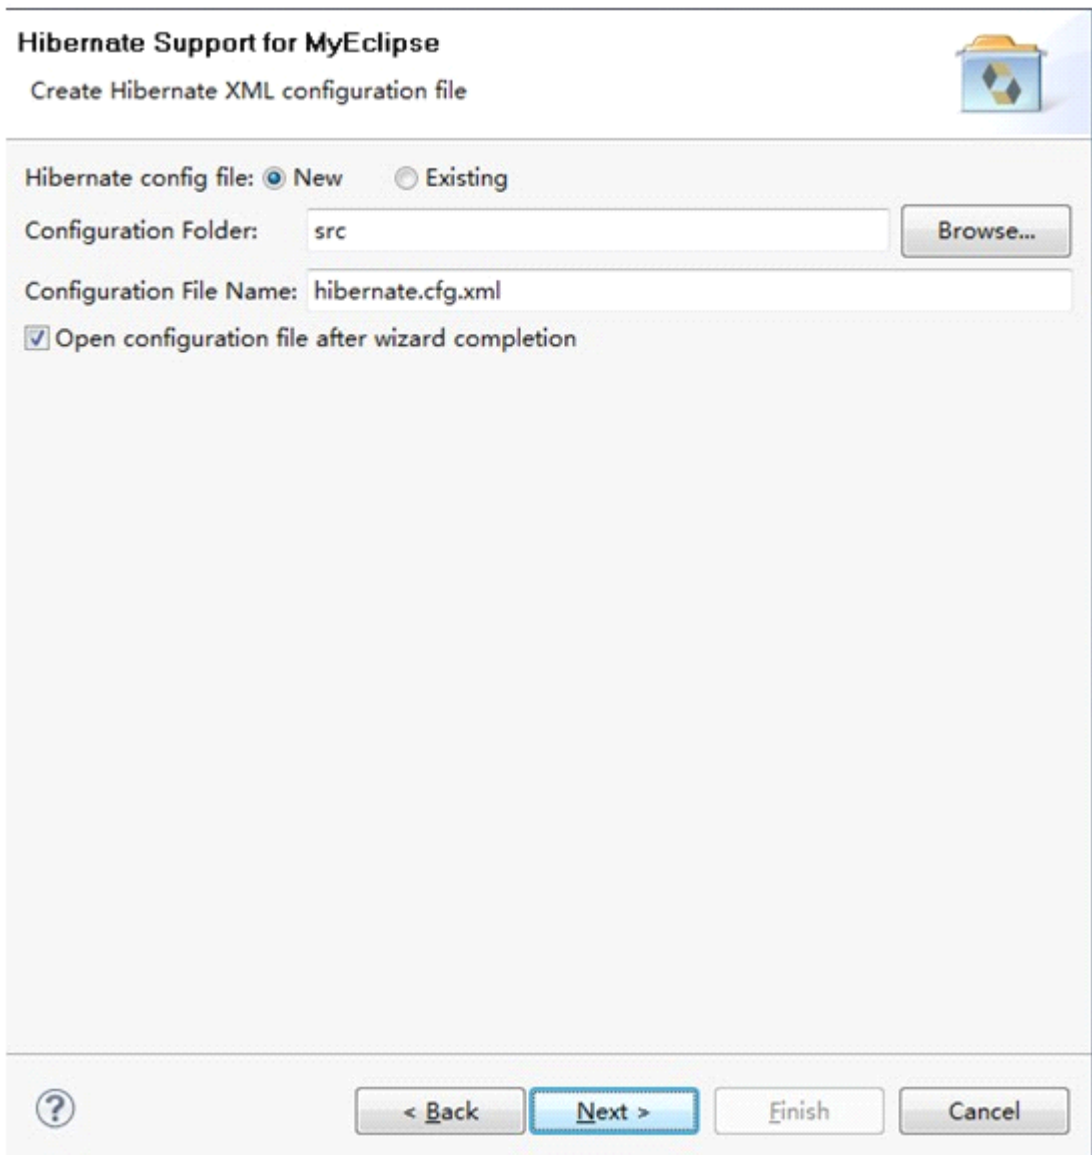 Hibernate Support for MyEclipse
Create Hibernate XML configuration file
Hibernate config file: New Existing
Configuration Folder: src Browse...
Configuration File Name: hibernate.cfg.xml
Open configuration file after wizard completion
? < Back Next > Finish Cancel